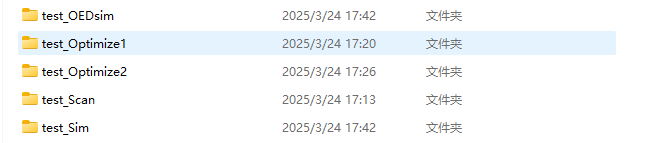 test_OEDsim 2025/3/24 17:42 文件夹
test_Optimize1 2025/3/24 17:20 文件夹
test_Optimize2 2025/3/24 17:26 文件夹
test_Scan 2025/3/24 17:13 文件夹
test_Sim 2025/3/24 17:42 文件夹